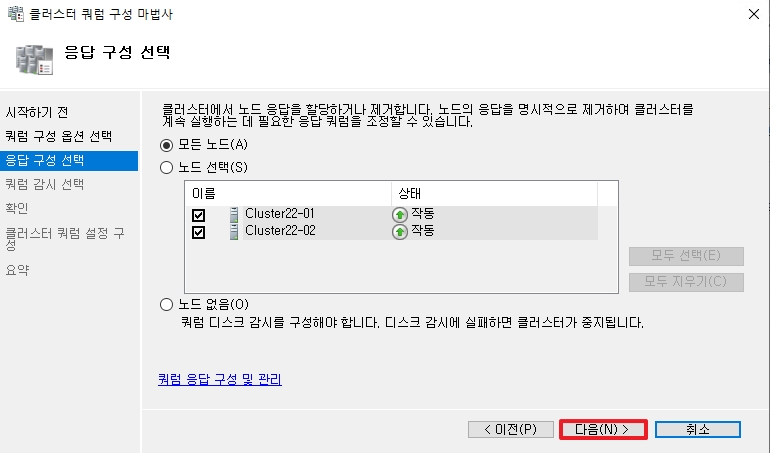 클러스터 쿼럼 구성 마법사
응답 구성 선택
시작하기 전
쿼럼 구성 옵션 선택
응답 구성 선택
쿼럼 감시 선택
확인
클러스터 쿼럼 설정 구
성
요약
클러스터에서 노드 응답을 할당하거나 제거합니다. 노드의 응답을 명시적으로 제거하며 클러스터를
계속 실행하는 데 필요한 응답 쿼럼을 조정할 수 있습니다.
모든 노드(A)
노드 선택(S)
이름 상태
Cluster22-01 작동
Cluster22-02 작동
모두 선택(E)
모두 지우기(C)
노드 없음(O)
쿼럼 디스크 감시를 구성해야 합니다. 디스크 감시에 실패하면 클러스터가 중지됩니다.
쿼럼 응답 구성 및 관리
< 이전(P) 다음(N) > 취소